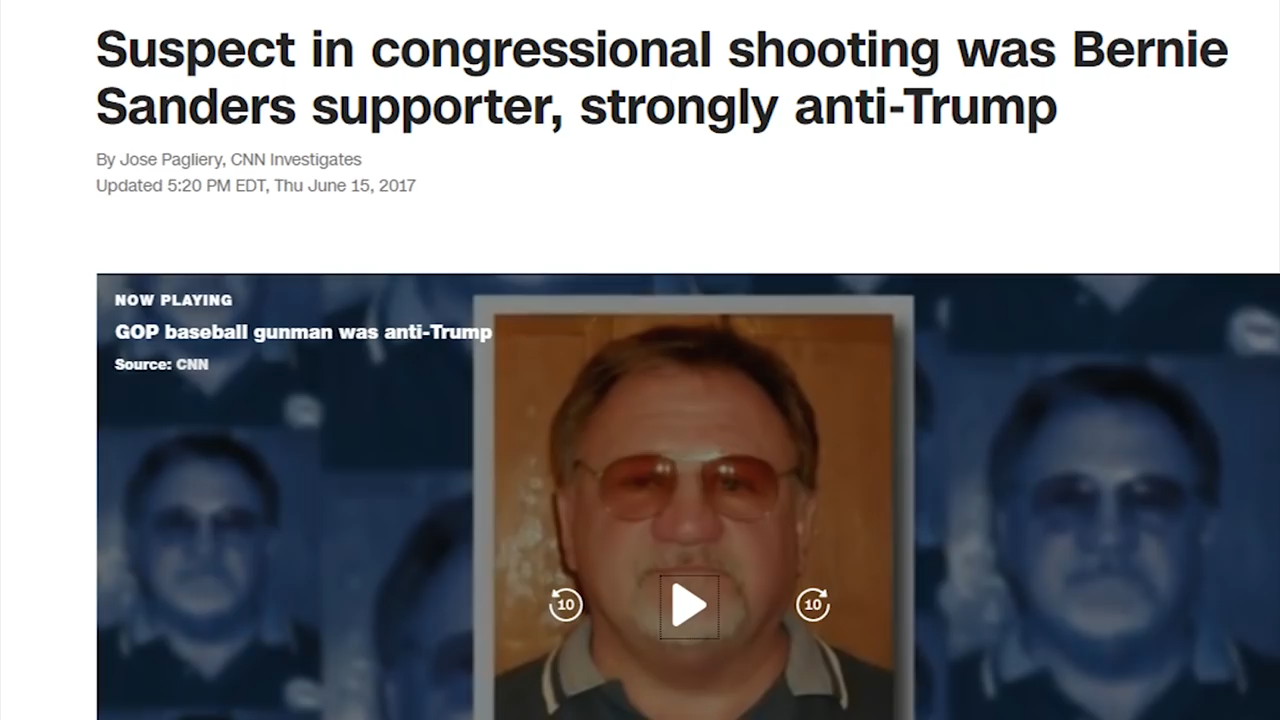 Suspect in congressional shooting was Bernie
Sanders supporter, strongly anti-Trump
By Jose Pagliery, CNN Investigates
Updated 5:20 PM EDT, Thu June 15, 2017
NOW PLAYING
GOP baseball gunman was anti-Trump
Source: CNN
10
10